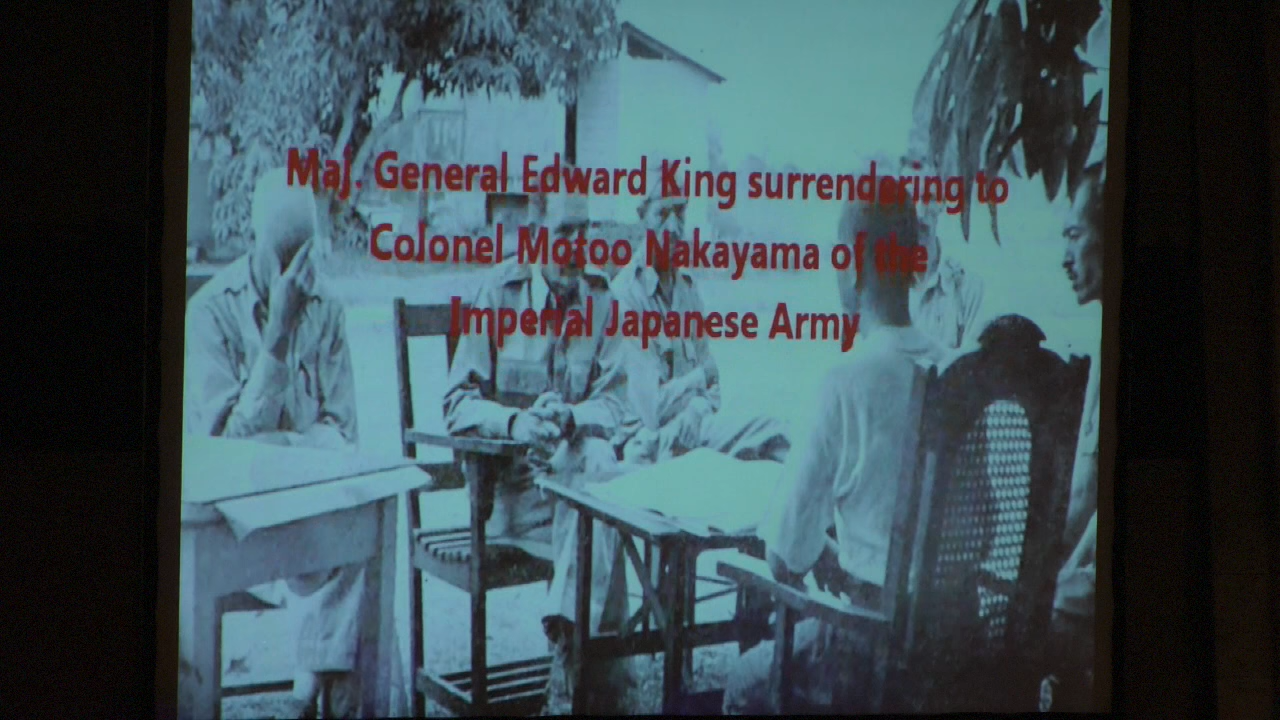 Maj. General Edward King surrendering to
Colonel Motoo Nakayama of the
Imperial Japanese Army